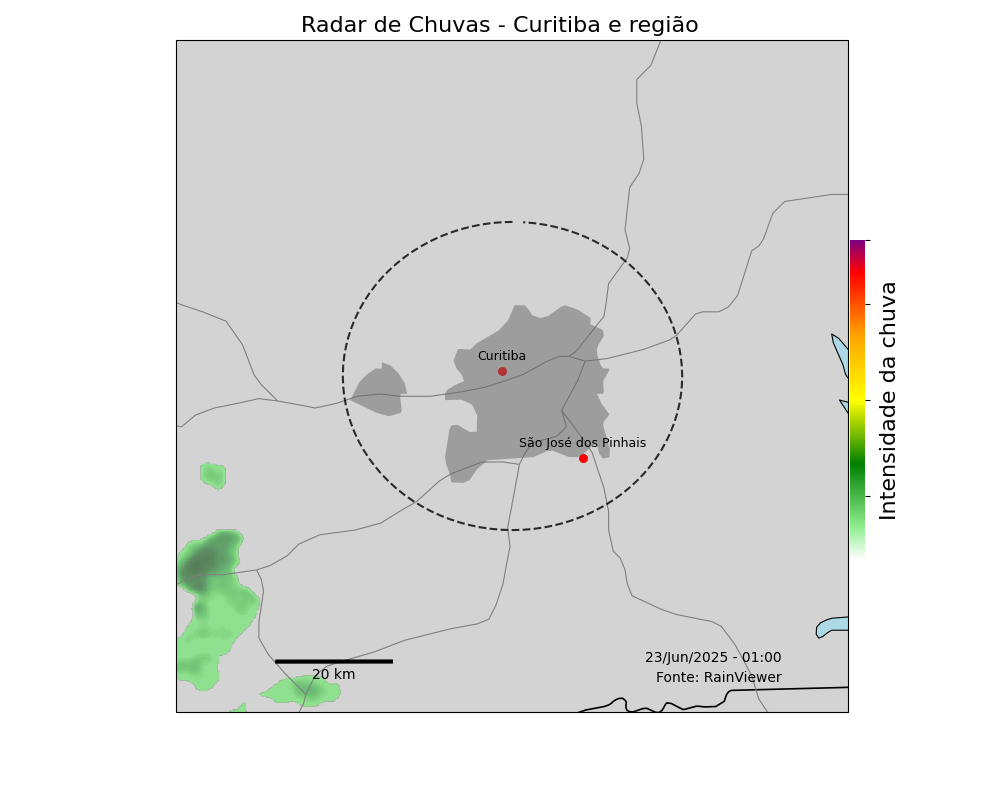 Radar de Chuvas - Curitiba e região
Curitiba
São José dos Pinhais
Intensidade da chuva
23/Jun/2025 - 01:00
Fonte: RainViewer
20 km